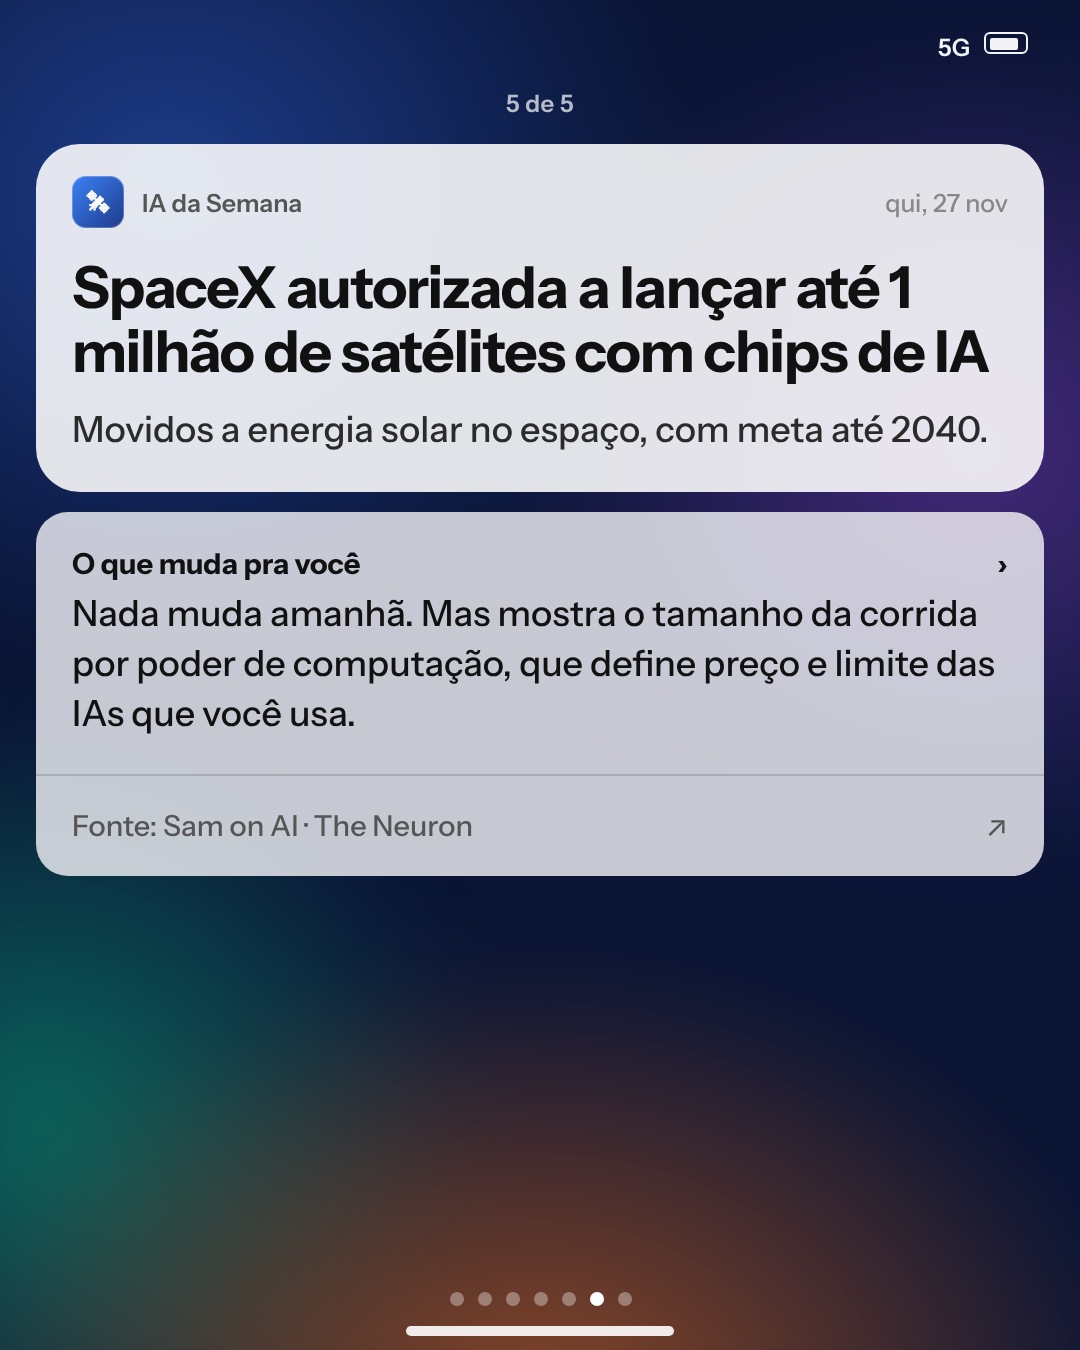 5G
5 de 5
IA da Semana
qui, 27 nov
SpaceX autorizada a lançar até 1
milhão de satélites com chips de IA
Movidos a energia solar no espaço, com meta até 2040.
O que muda pra você ›
Nada muda amanhã. Mas mostra o tamanho da corrida
por poder de computação, que define preço e limite das
IAs que você usa.
Fonte: Sam on AI · The Neuron